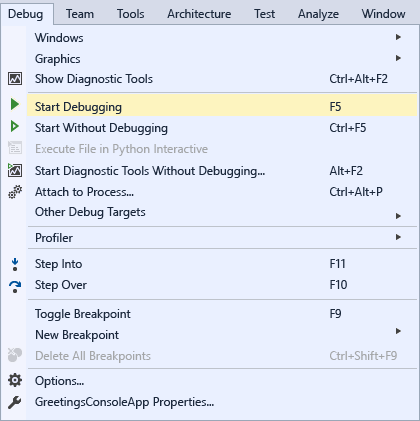 Debug Team Tools Architecture Test Analyze Window
Windows
Graphics
Show Diagnostic Tools Ctrl+Alt+F2
Start Debugging F5
Start Without Debugging Ctrl+F5
Execute File in Python Interactive
Start Diagnostic Tools Without Debugging... Alt+F2
Attach to Process... Ctrl+Alt+P
Other Debug Targets
Profiler
Step Into F11
Step Over F10
Toggle Breakpoint F9
New Breakpoint
Delete All Breakpoints Ctrl+Shift+F9
Options...
GreetingsConsoleApp Properties...